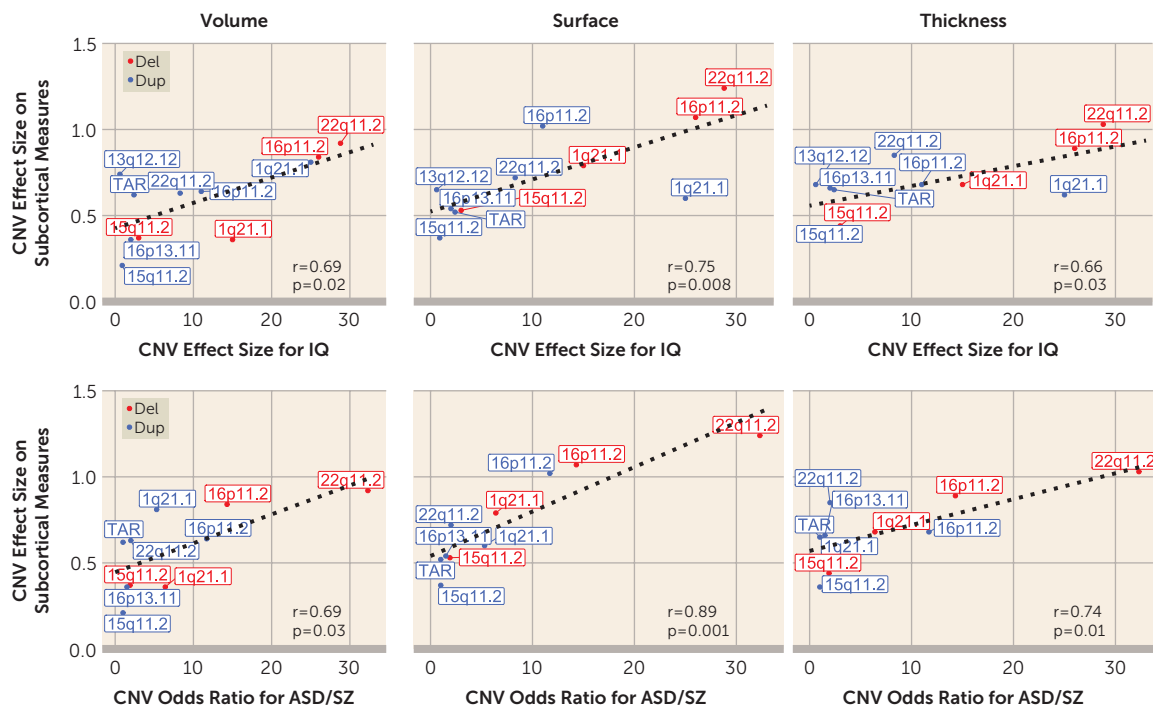 Volume
Surface
Thickness
CNV Effect Size on
Subcortical Measures
1.5
1.0
0.5
0.0
Del
Dup
22q11.2
16p11.2
1q21.1
13q12.12
TAR
22q11.2
16p11.2
15q11.2
1q21.1
16p13.11
15q11.2
r=0.69
p=0.02
0 10 20 30
CNV Effect Size for IQ
22q11.2
16p11.2
16p11.2
1q21.1
22q11.2
13q12.12
16p13.11
15q11.2
1q21.1
TAR
15q11.2
r=0.75
p=0.008
0 10 20 30
CNV Effect Size for IQ
22q11.2
22q11.2
16p11.2
13q12.12
16p11.2
16p13.11
1q21.1
1q21.1
TAR
15q11.2
15q11.2
r=0.66
p=0.03
0 10 20 30
CNV Effect Size for IQ
CNV Effect Size on
Subcortical Measures
1.5
1.0
0.5
0.0
Del
Dup
22q11.2
1q21.1
16p11.2
TAR
16p11.2
22q11.2
15q11.2
1q21.1
16p13.11
15q11.2
r=0.69
p=0.03
0 10 20 30
CNV Odds Ratio for ASD/SZ
22q11.2
16p11.2
16p11.2
1q21.1
22q11.2
16p13.11
1q21.1
15q11.2
TAR
15q11.2
r=0.89
p=0.001
0 10 20 30
CNV Odds Ratio for ASD/SZ
22q11.2
22q11.2
16p11.2
16p13.11
TAR
1q21.1
16p11.2
1q21.1
15q11.2
15q11.2
r=0.74
p=0.01
0 10 20 30
CNV Odds Ratio for ASD/SZ